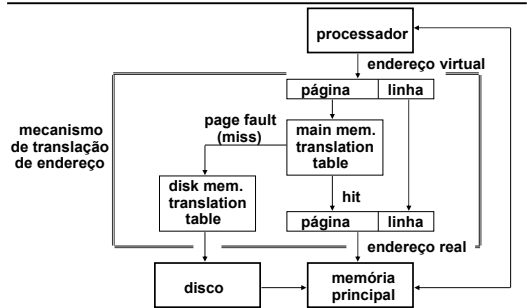 processador
endereço virtual
página linha
mecanismo
de translação
de endereço
page fault
(miss)
main mem.
translation
table
disk mem.
translation
table
hit
página linha
endereço real
disco
memória
principal